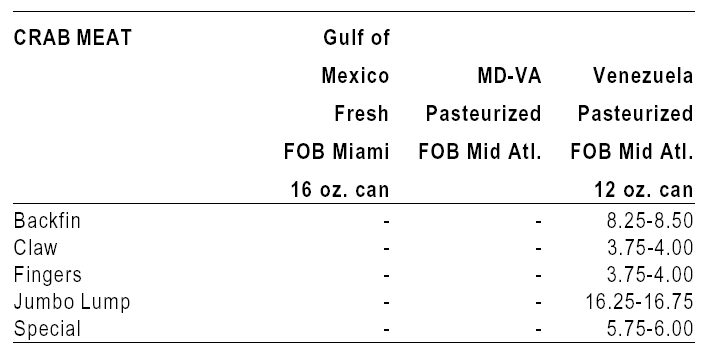 CRAB MEAT Gulf of
Mexico MD-VA Venezuela
Fresh Pasteurized Pasteurized
FOB Miami FOB Mid Atl. FOB Mid Atl.
16 oz. can 12 oz. can
Backfin - - 8.25-8.50
Claw - - 3.75-4.00
Fingers - - 3.75-4.00
Jumbo Lump - - 16.25-16.75
Special - - 5.75-6.00